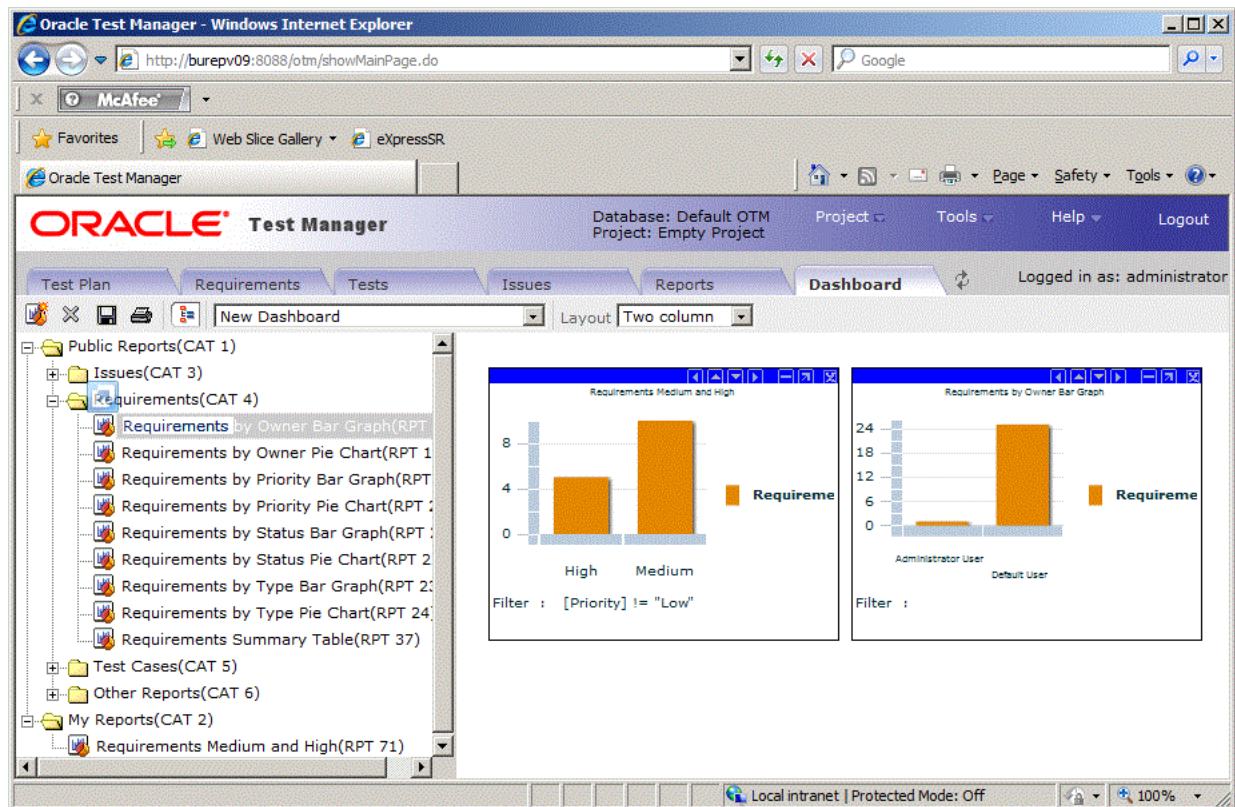 Oracle Test Manager - Windows Internet Explorer
http://burepv09:8088/otm/showMainPage.do
Google
McAfee
Favorites Web Slice Gallery eXpressSR
Oracle Test Manager
Page Safety Tools
ORACLE Test Manager
Database: Default OTM
Project: Empty Project
Project Tools Help Logout
Test Plan Requirements Tests Issues Reports Dashboard
Logged in as: administrator
New Dashboard
Layout Two column
Public Reports(CAT 1)
Issues(CAT 3)
Requirements(CAT 4)
Requirements by Owner Bar Graph(RPT
Requirements by Owner Pie Chart(RPT 1
Requirements by Priority Bar Graph(RPT
Requirements by Priority Pie Chart(RPT 2
Requirements by Status Bar Graph(RPT
Requirements by Status Pie Chart(RPT 2
Requirements by Type Bar Graph(RPT 23
Requirements by Type Pie Chart(RPT 24)
Requirements Summary Table(RPT 37)
Test Cases(CAT 5)
Other Reports(CAT 6)
My Reports(CAT 2)
Requirements Medium and High(RPT 71)
Requirements Medium and High
8
4
0
High Medium
Requireme
Filter : [Priority] != "Low"
Requirements by Owner Bar Graph
24
18
12
6
0
Administrator User
Default User
Requireme
Filter :
Local intranet | Protected Mode: Off
100%